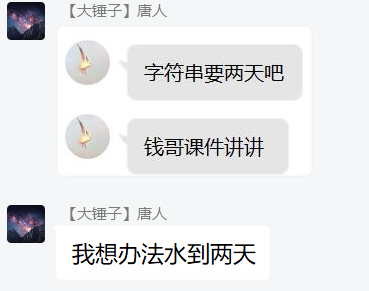 【大锤子】唐人
字符串要两天吧
钱哥课件讲讲
【大锤子】唐人
我想办法水到两天